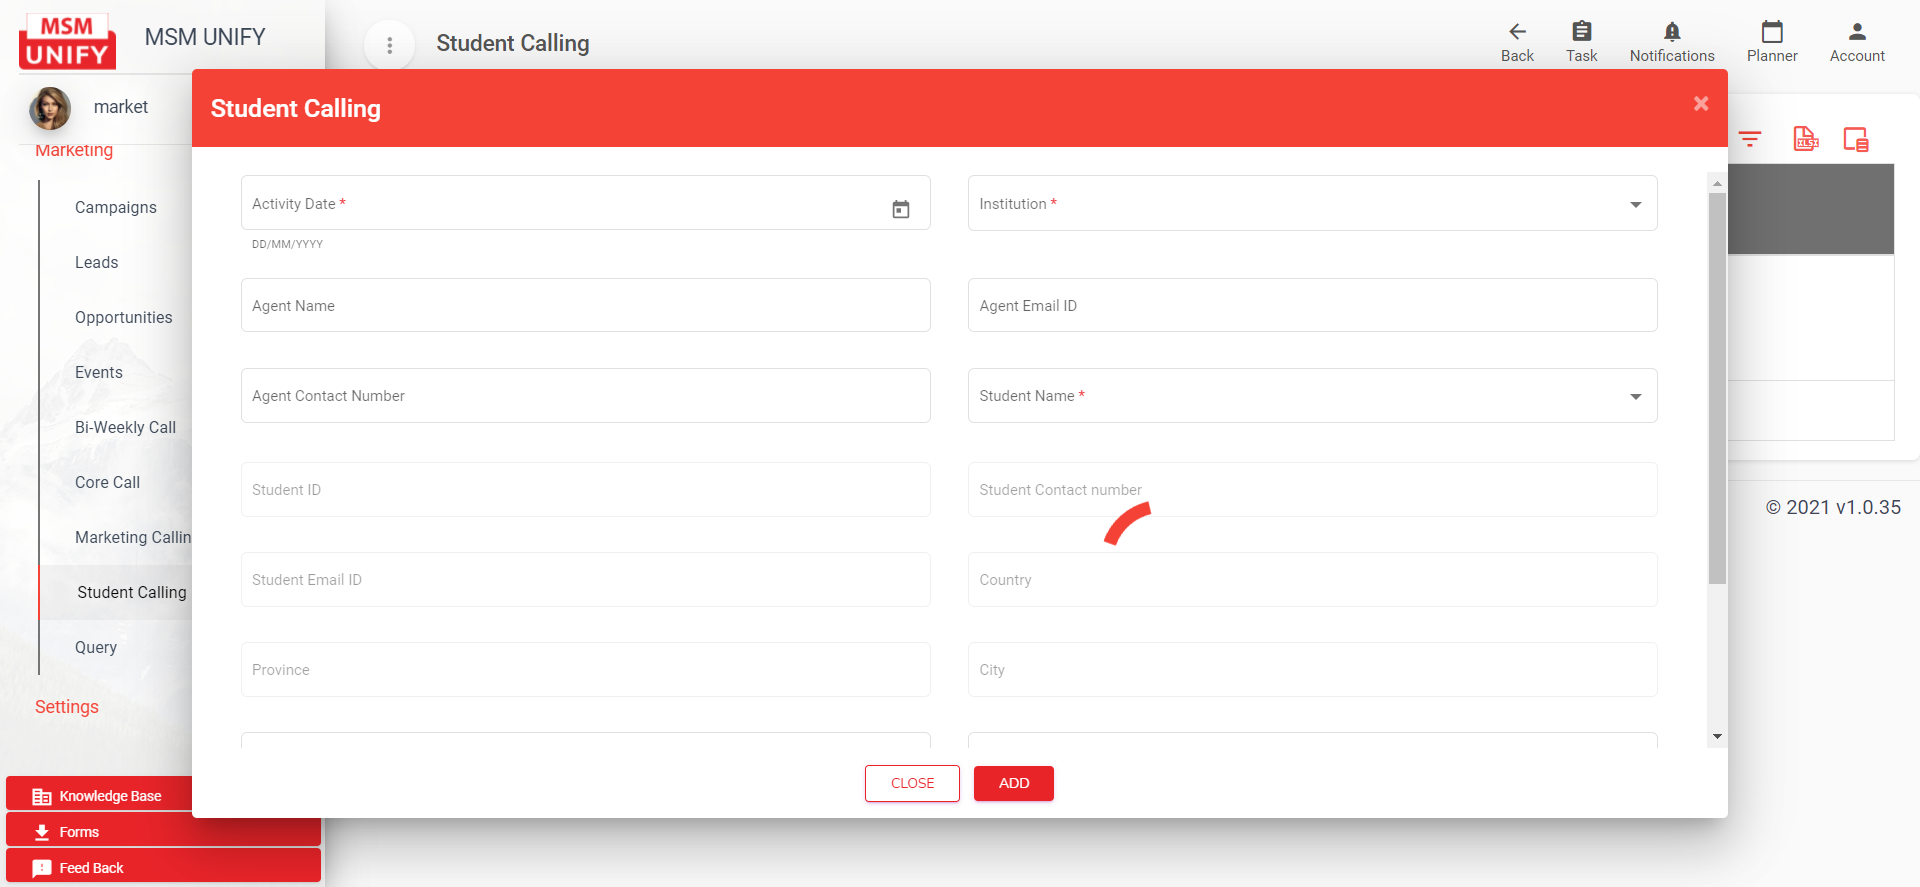 MSM
UNIFY
MSM UNIFY
Student Calling
Back
Task
Notifications
Planner
Account
market
Marketing
Campaigns
Leads
Opportunities
Events
Bi-Weekly Call
Core Call
Marketing Callin
Student Calling
Query
Settings
Knowledge Base
Forms
Feed Back
Student Calling
×
Activity Date *
DD/MM/YYYY
Institution *
Agent Name
Agent Email ID
Agent Contact Number
Student Name *
Student ID
Student Contact number
Student Email ID
Country
Province
City
CLOSE
ADD
XLSX
© 2021 v1.0.35